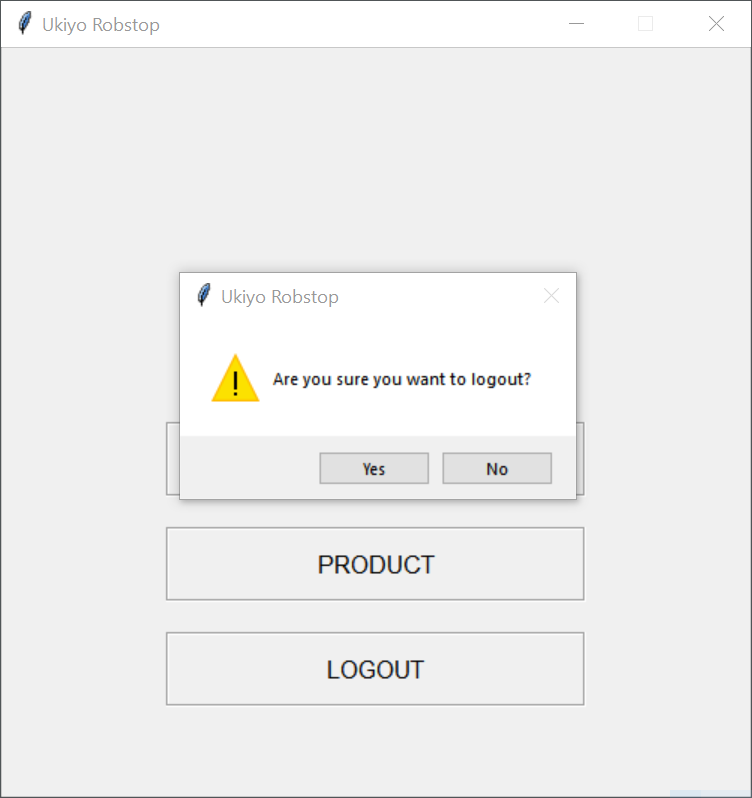 Ukiyo Robstop
Ukiyo Robstop
Are you sure you want to logout?
Yes
No
PRODUCT
LOGOUT